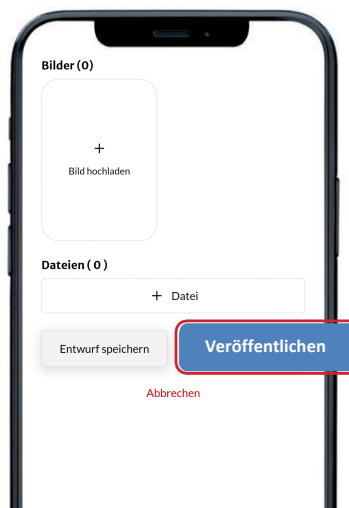 Bilder (0)
+
Bild hochladen
Dateien ( 0 )
+ Datei
Entwurf speichern
Veröffentlichen
Abbrechen